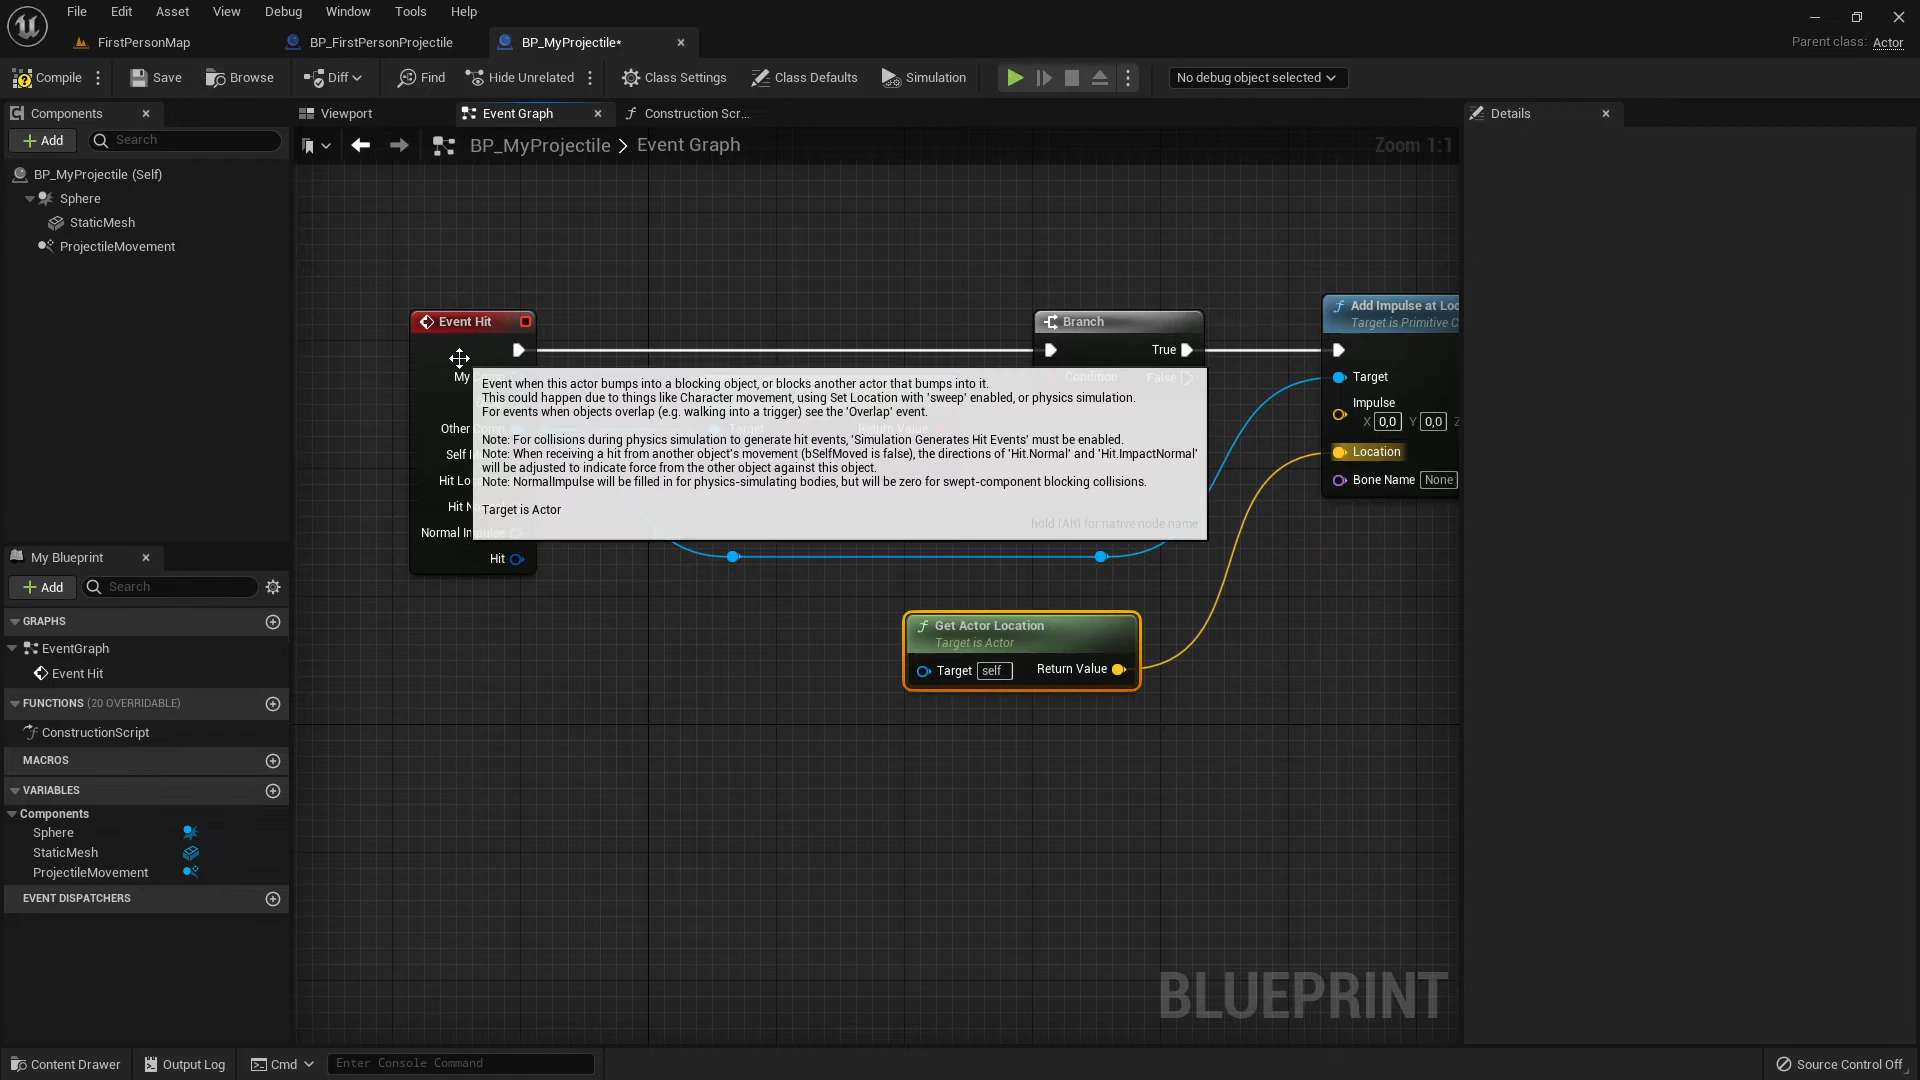 File Edit Asset View Debug Window Tools Help
FirstPersonMap BP_FirstPersonProjectile BP_MyProjectile*
Parent class: Actor
Compile Save Browse Diff Find Hide Unrelated Class Settings Class Defaults Simulation No debug object selected
Components
Viewport Event Graph Construction Scr...
Details
Add Search
BP_MyProjectile > Event Graph
Zoom 1:1
BP_MyProjectile (Self)
Sphere
StaticMesh
ProjectileMovement
Event Hit
Branch
True
Condition False
Add Impulse at Loc
Target is Primitive C
Target
Impulse
X 0,0 Y 0,0 Z
Location
Bone Name None
My Comp
Other Comp
Self
Hit Lo
Hit N
Normal Impulse
Hit
Target Return Value
Event when this actor bumps into a blocking object, or blocks another actor that bumps into it.
This could happen due to things like Character movement, using Set Location with 'sweep' enabled, or physics simulation.
For events when objects overlap (e.g. walking into a trigger) see the 'Overlap' event.
Note: For collisions during physics simulation to generate hit events, 'Simulation Generates Hit Events' must be enabled.
Note: When receiving a hit from another object's movement (bSelfMoved is false), the directions of 'Hit.Normal' and 'Hit.ImpactNormal'
will be adjusted to indicate force from the other object against this object.
Note: NormalImpulse will be filled in for physics-simulating bodies, but will be zero for swept-component blocking collisions.
Target is Actor
hold (Alt) for native node name
Get Actor Location
Target is Actor
Target self Return Value
My Blueprint
Add Search
GRAPHS
EventGraph
Event Hit
FUNCTIONS (20 OVERRIDABLE)
ConstructionScript
MACROS
VARIABLES
Components
Sphere
StaticMesh
ProjectileMovement
EVENT DISPATCHERS
BLUEPRINT
Content Drawer Output Log Cmd Enter Console Command
Source Control Off